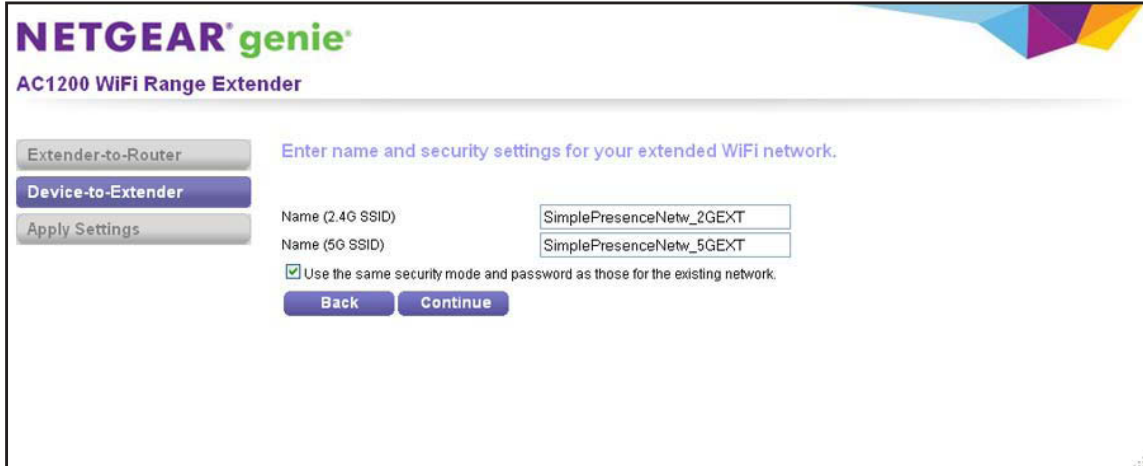 NETGEAR® genie®
AC1200 WiFi Range Extender
Extender-to-Router
Device-to-Extender
Apply Settings
Enter name and security settings for your extended WiFi network.
Name (2.4G SSID) SimplePresenceNetw_2GEXT
Name (5G SSID) SimplePresenceNetw_5GEXT
Use the same security mode and password as those for the existing network.
Back Continue